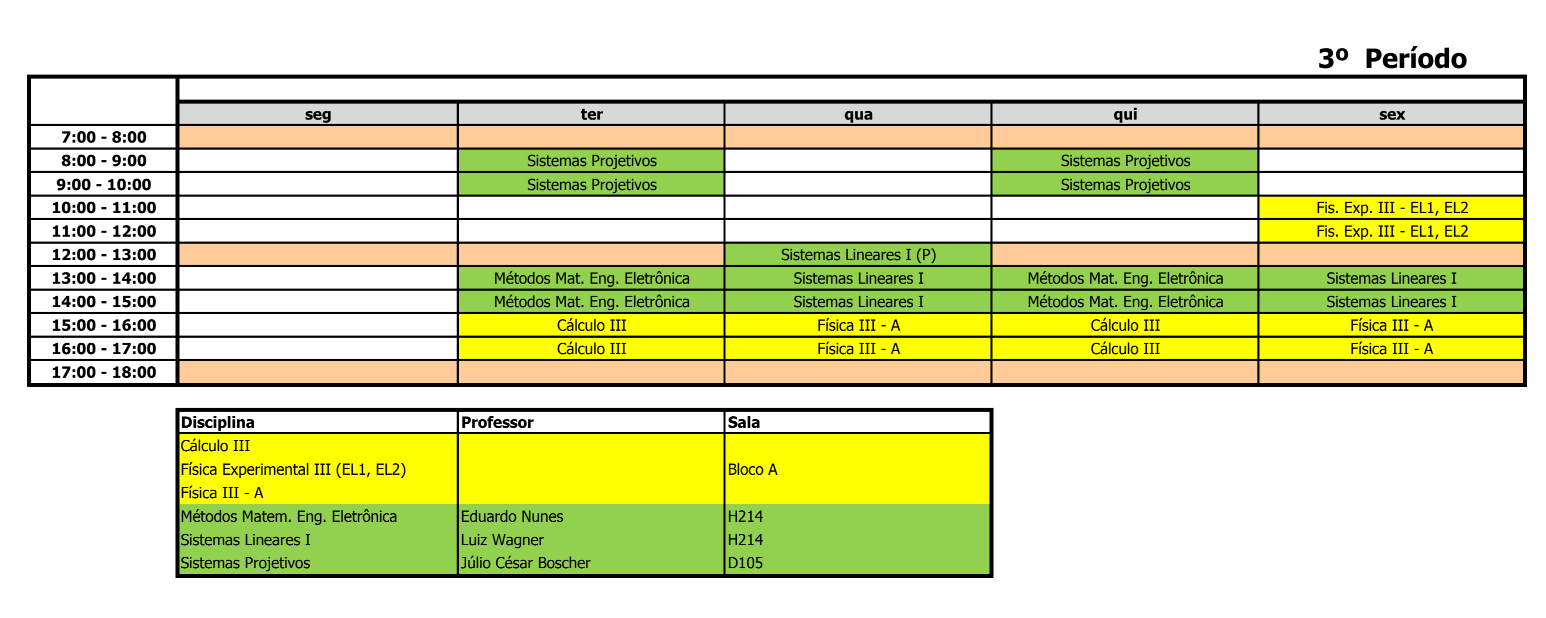 3º Período
seg ter qua qui sex
7:00 - 8:00
8:00 - 9:00 Sistemas Projetivos Sistemas Projetivos
9:00 - 10:00 Sistemas Projetivos Sistemas Projetivos
10:00 - 11:00 Fis. Exp. III - EL1, EL2
11:00 - 12:00 Fis. Exp. III - EL1, EL2
12:00 - 13:00 Sistemas Lineares I (P)
13:00 - 14:00 Métodos Mat. Eng. Eletrônica Sistemas Lineares I Métodos Mat. Eng. Eletrônica Sistemas Lineares I
14:00 - 15:00 Métodos Mat. Eng. Eletrônica Sistemas Lineares I Métodos Mat. Eng. Eletrônica Sistemas Lineares I
15:00 - 16:00 Cálculo III Física III - A Cálculo III Física III - A
16:00 - 17:00 Cálculo III Física III - A Cálculo III Física III - A
17:00 - 18:00
Disciplina Professor Sala
Cálculo III
Física Experimental III (EL1, EL2) Bloco A
Física III - A
Métodos Matem. Eng. Eletrônica Eduardo Nunes H214
Sistemas Lineares I Luiz Wagner H214
Sistemas Projetivos Júlio César Boscher D105